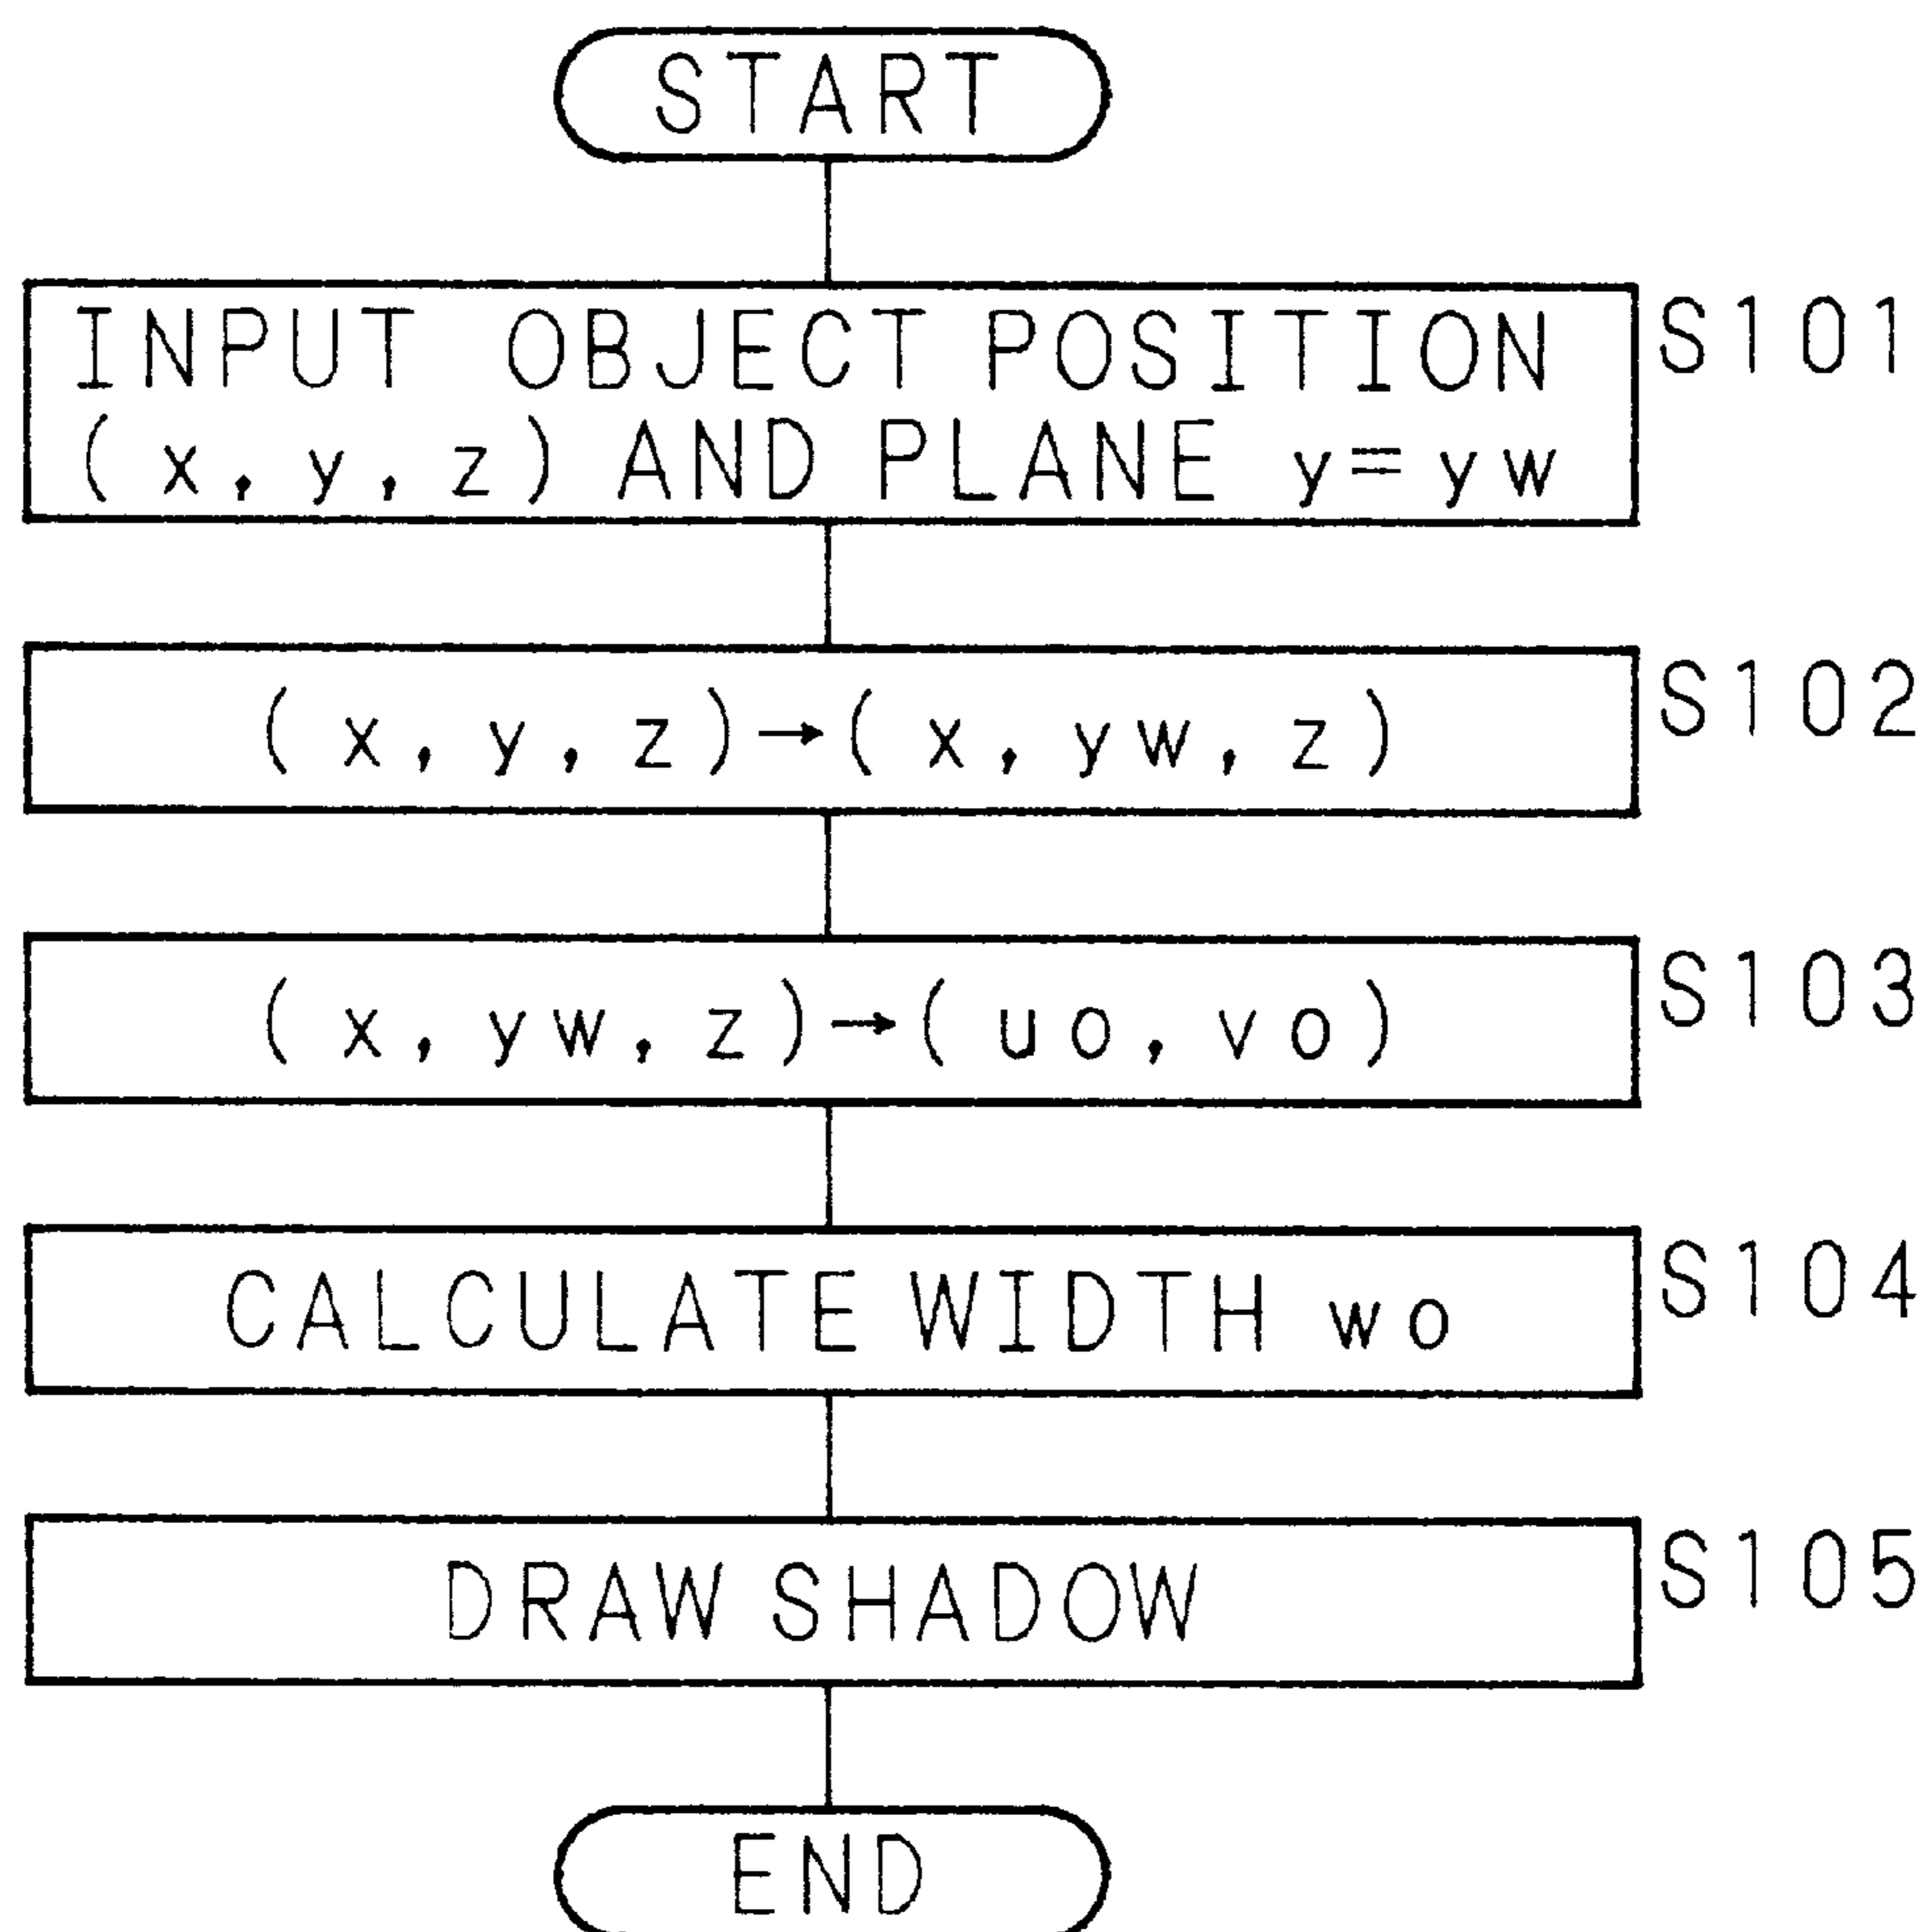 START
INPUT OBJECT POSITION S101
(x, y, z) AND PLANE y=yw
(x, y, z)→(x, yw, z) S102
(x, yw, z)→(uo, vo) S103
CALCULATE WIDTH wo S104
DRAW SHADOW S105
END